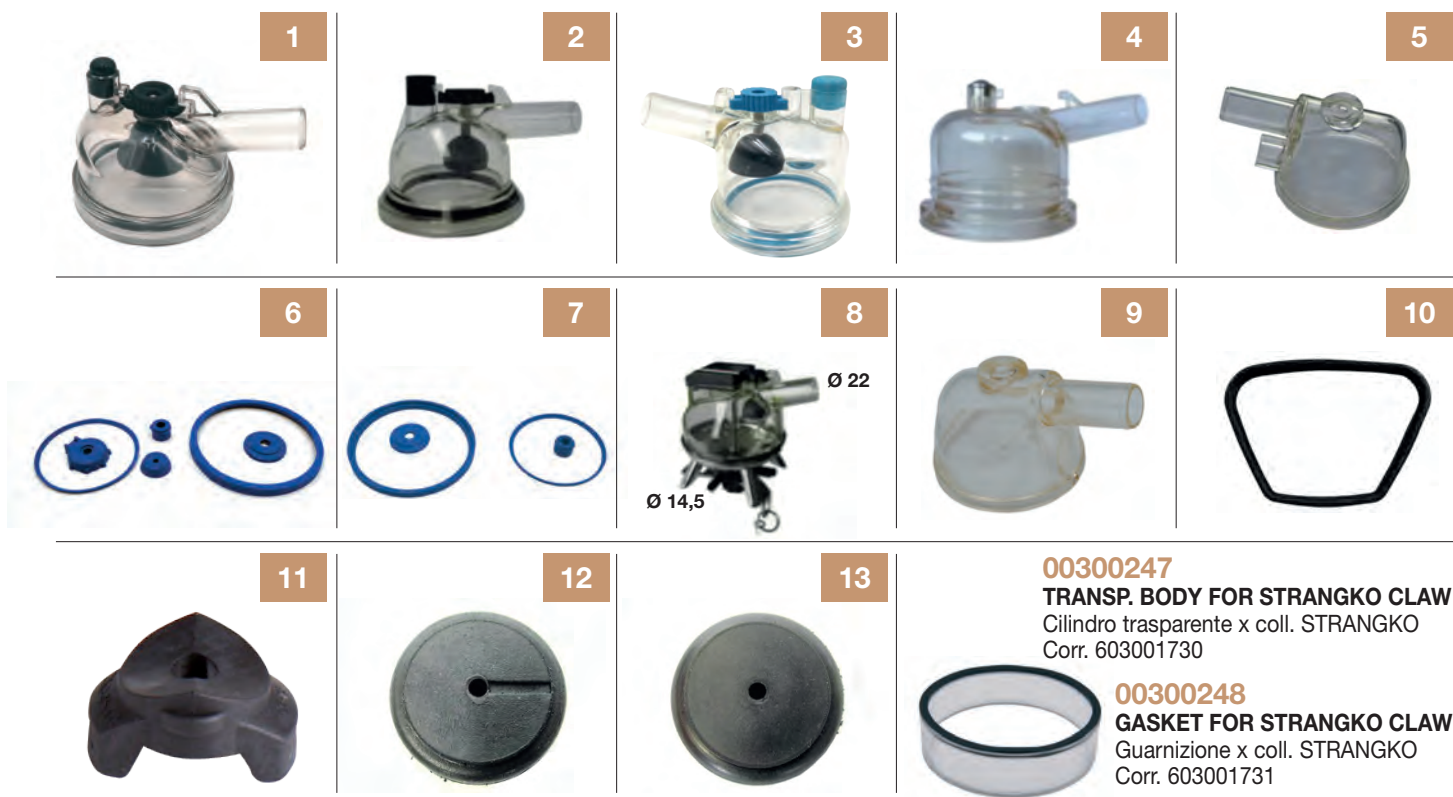 1
2
3
4
5
6
7
8
Ø 22
Ø 14,5
9
10
11
12
13
00300247
TRANSP. BODY FOR STRANGKO CLAW
Cilindro trasparente x coll. STRANGKO
Corr. 603001730
00300248
GASKET FOR STRANGKO CLAW
Guarnizione x coll. STRANGKO
Corr. 603001731